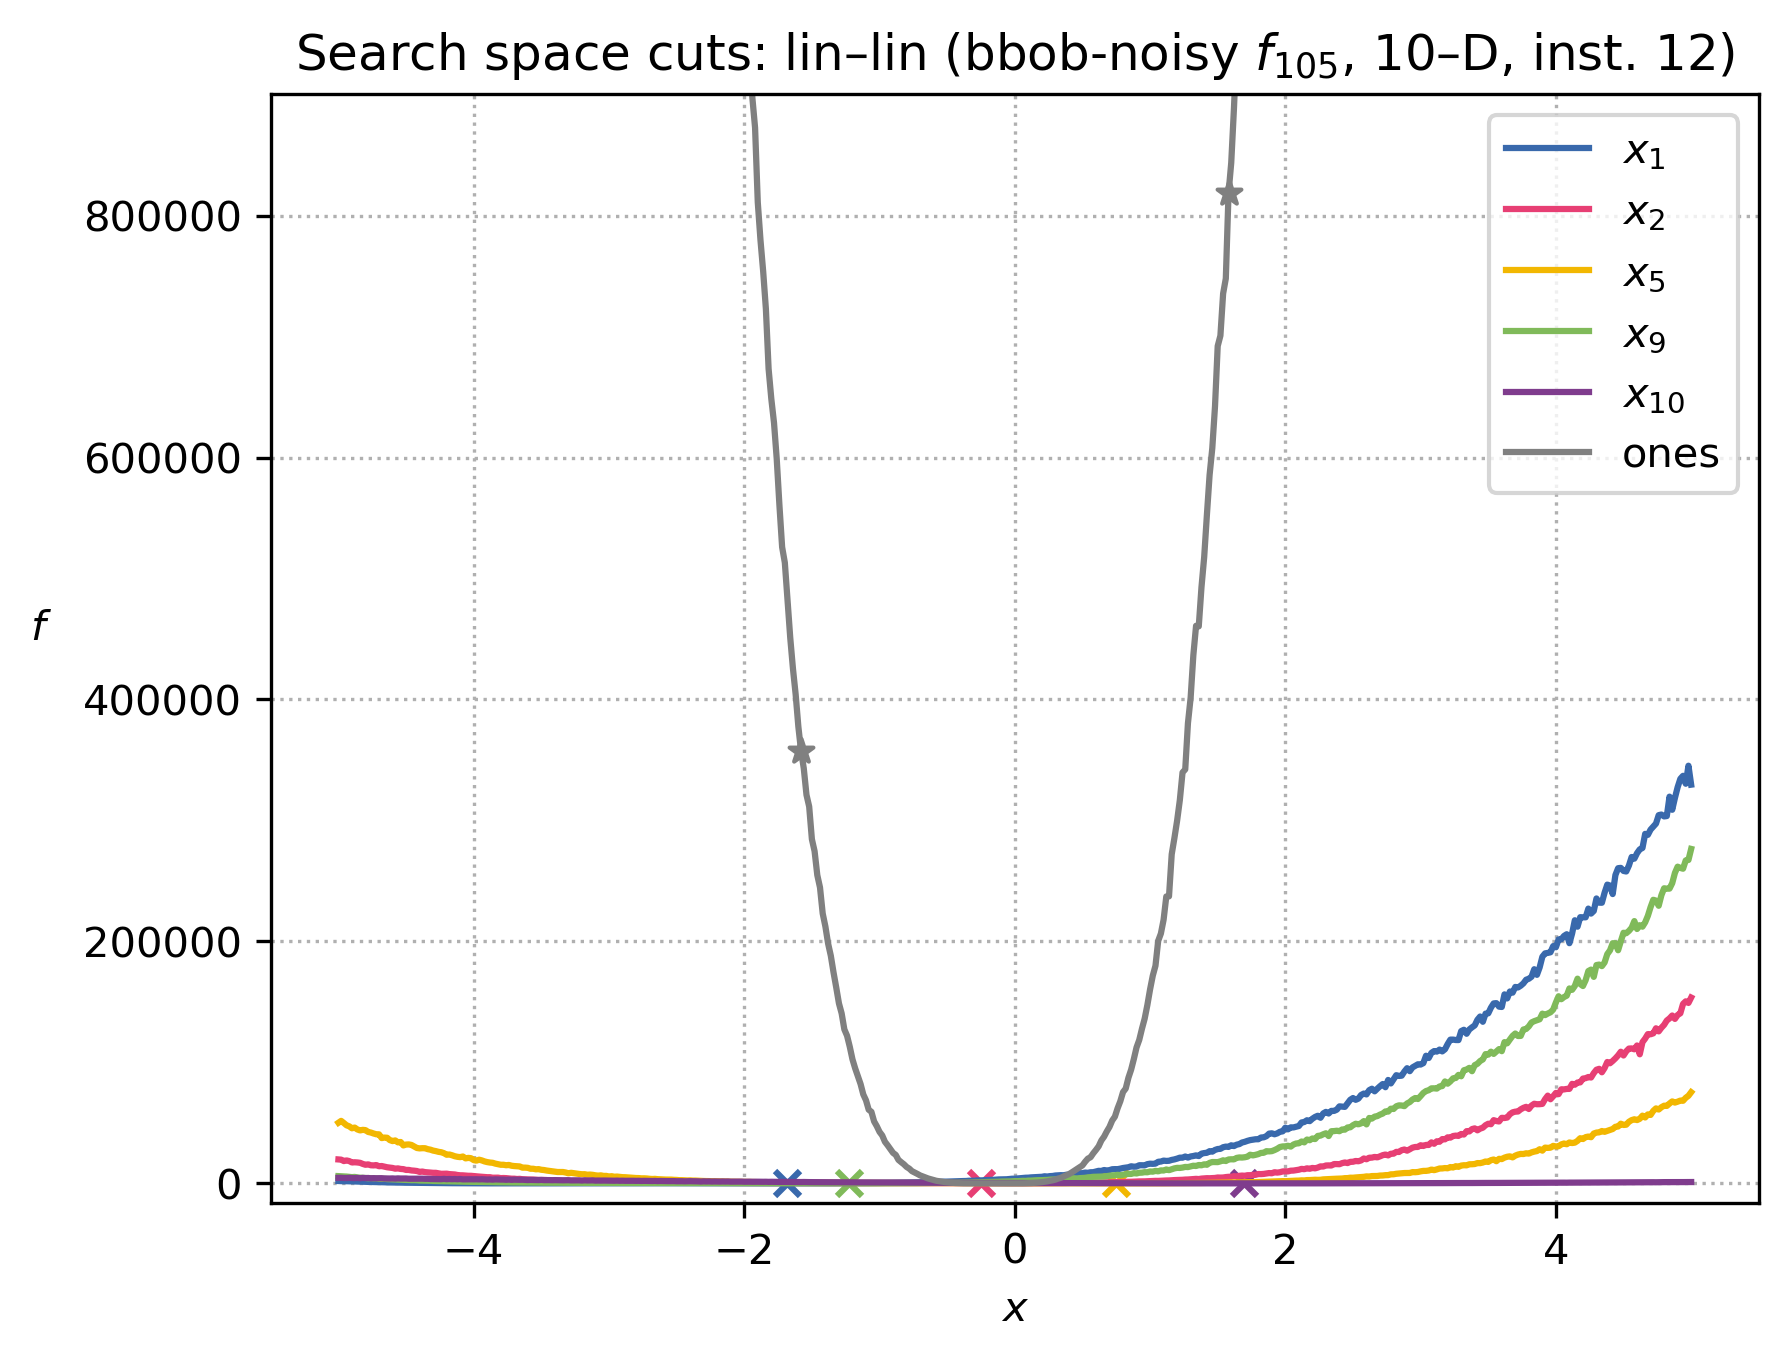 Search space cuts: lin–lin (bbob-noisy f₁₀₅, 10–D, inst. 12)
x₁
x₂
x₅
x₉
x₁₀
ones
800000
600000
400000
200000
0
f
−4 −2 0 2 4
x